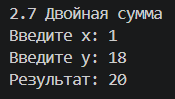 2.7 Двойная сумма
Введите x: 1
Введите y: 18
Результат: 20